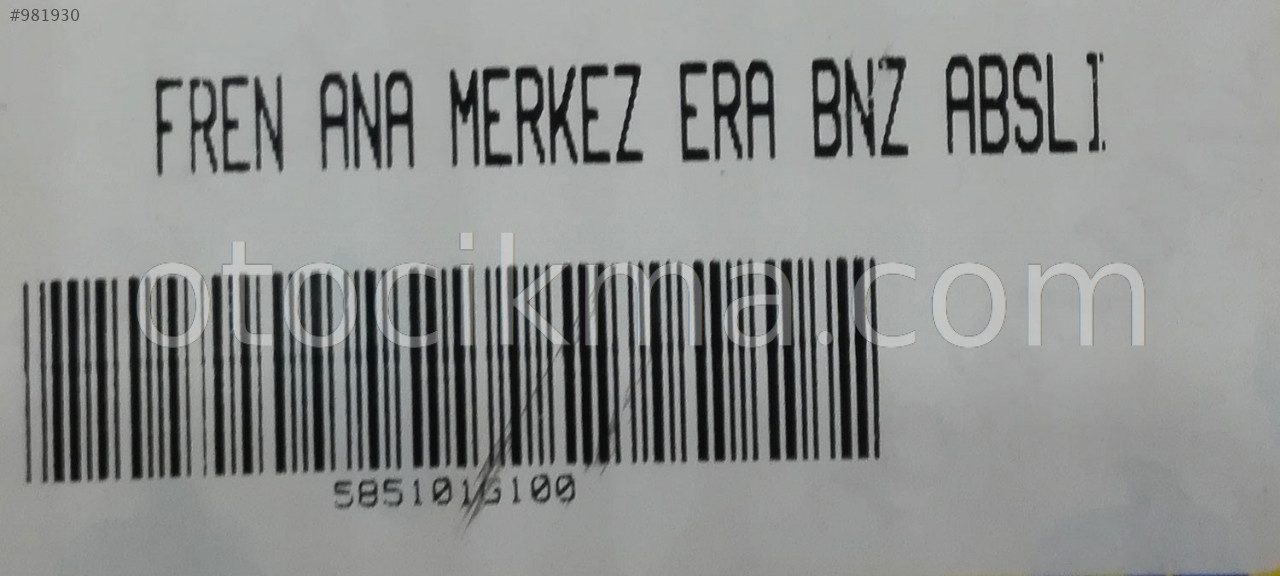 #981930
FREN ANA MERKEZ ERA BNZ ABSLI
otocikma.com
585101G100